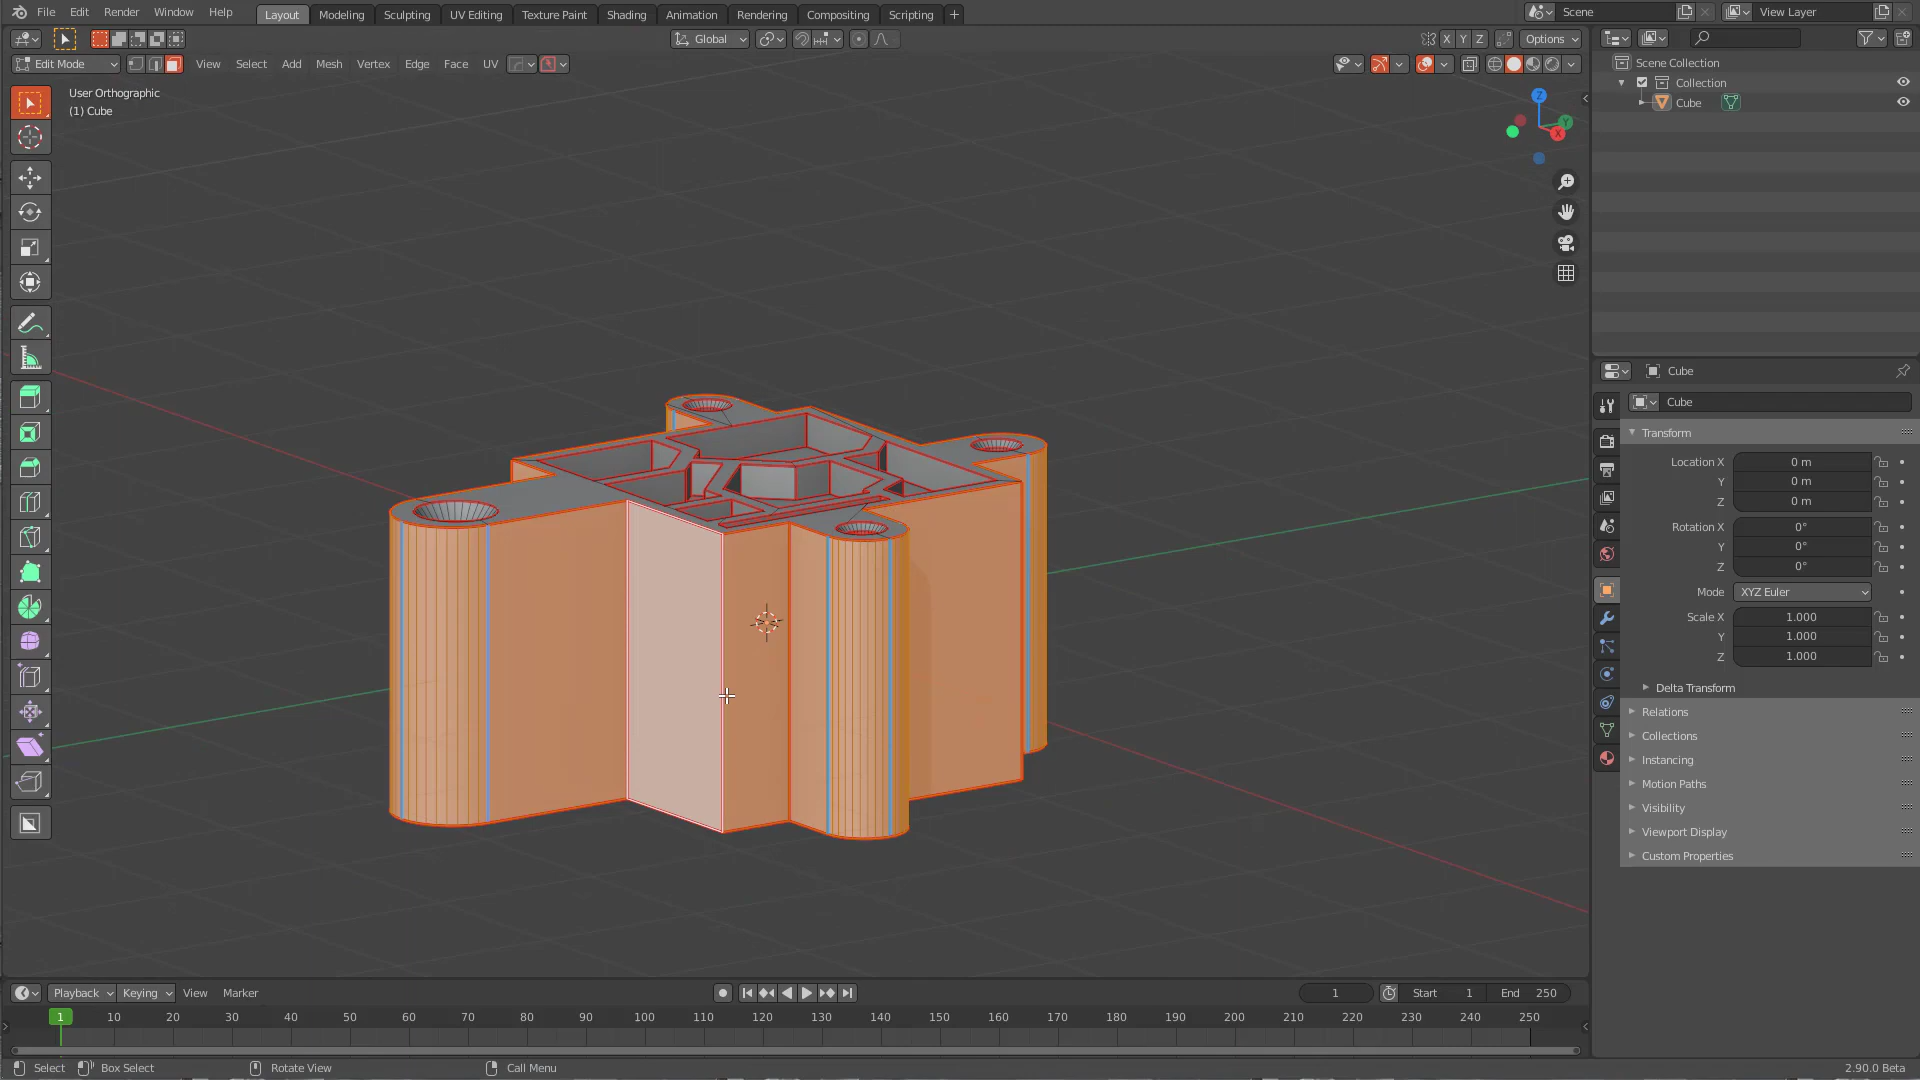 File Edit Render Window Help Layout Modeling Sculpting UV Editing Texture Paint Shading Animation Rendering Compositing Scripting + Scene View Layer
Global X Y Z Options
Edit Mode View Select Add Mesh Vertex Edge Face UV
User Orthographic
(1) Cube
Z
Y
X
Scene Collection
Collection
Cube
Cube
Cube
Transform
Location X 0 m
Y 0 m
Z 0 m
Rotation X 0°
Y 0°
Z 0°
Mode XYZ Euler
Scale X 1.000
Y 1.000
Z 1.000
Delta Transform
Relations
Collections
Instancing
Motion Paths
Visibility
Viewport Display
Custom Properties
Playback Keying View Marker 1 Start 1 End 250
1 10 20 30 40 50 60 70 80 90 100 110 120 130 140 150 160 170 180 190 200 210 220 230 240 250
Select Box Select Rotate View Call Menu 2.90.0 Beta